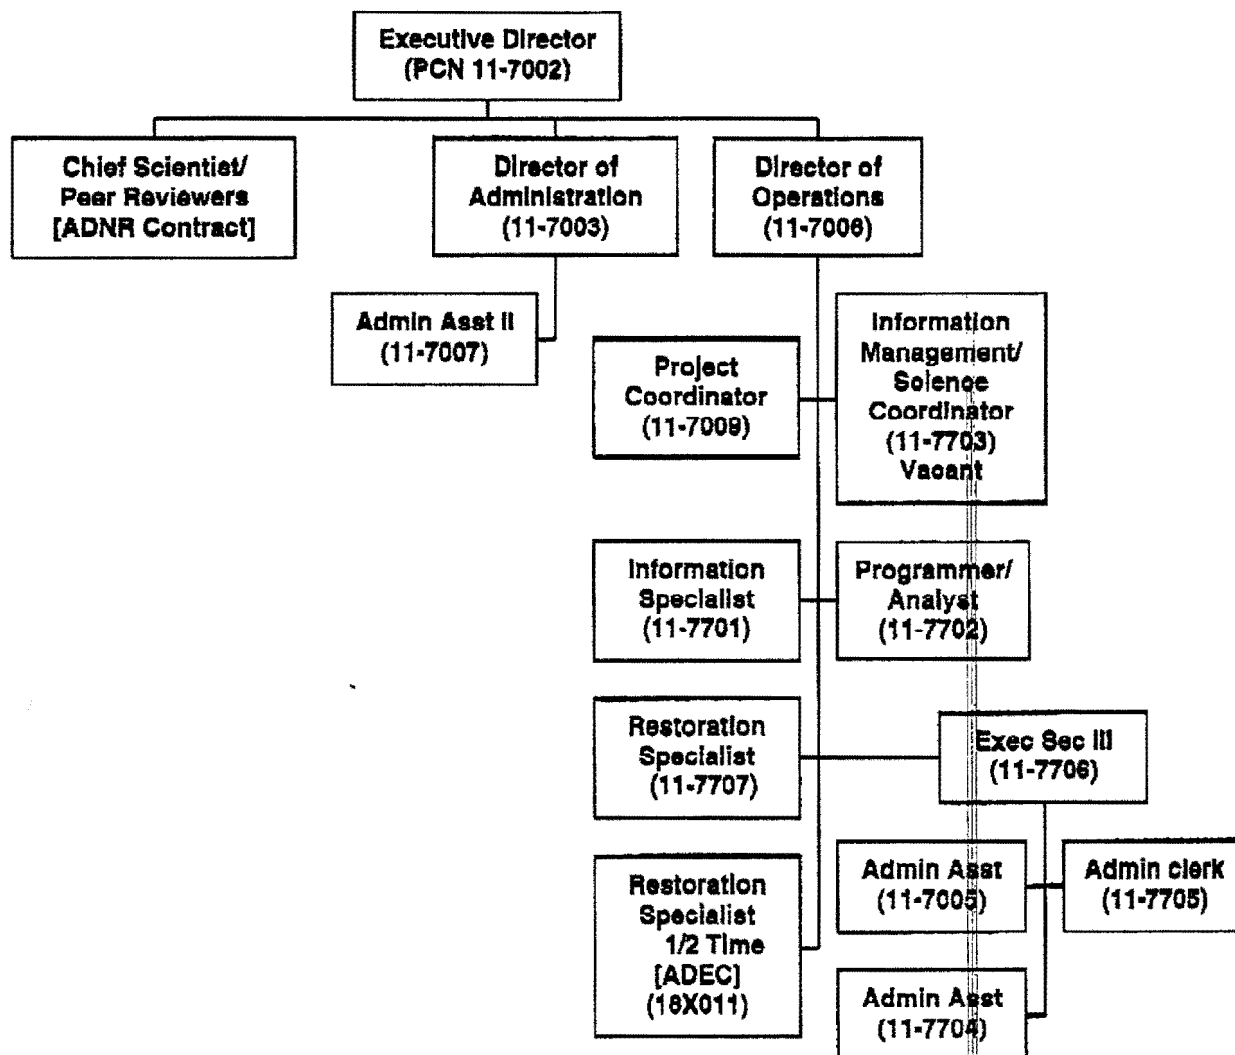 Executive Director
(PCN 11-7002)
Chief Scientist/
Peer Reviewers
[ADNR Contract]
Director of
Administration
(11-7003)
Director of
Operations
(11-7006)
Admin Asst II
(11-7007)
Project
Coordinator
(11-7009)
Information
Management/
Science
Coordinator
(11-7703)
Vacant
Information
Specialist
(11-7701)
Programmer/
Analyst
(11-7702)
Restoration
Specialist
(11-7707)
Exec Sec III
(11-7706)
Restoration
Specialist
1/2 Time
[ADEC]
(18X011)
Admin Asst
(11-7005)
Admin clerk
(11-7705)
Admin Asst
(11-7704)